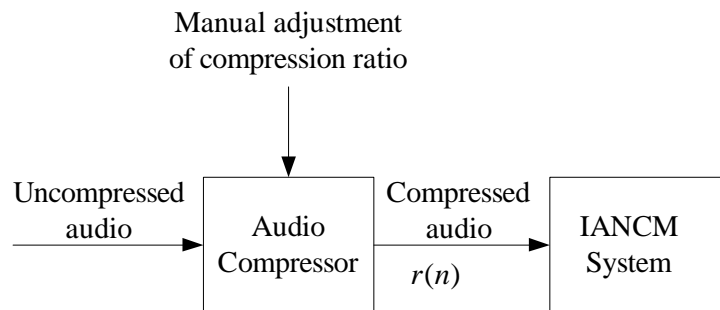 Manual adjustment
of compression ratio
Uncompressed
audio
Audio
Compressor
Compressed
audio
r(n)
IANCM
System